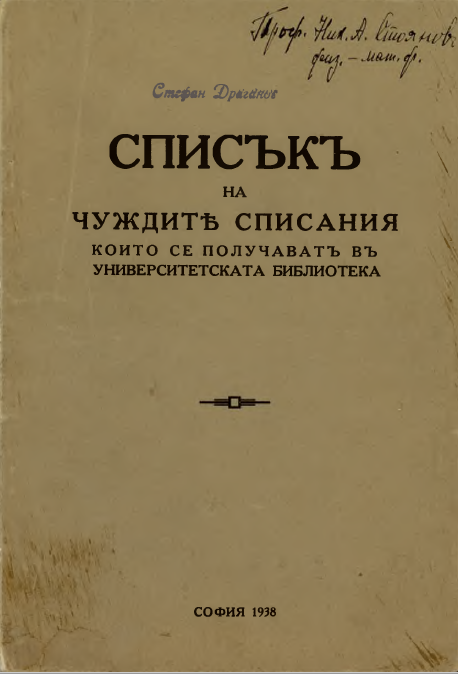 Проф. Ник. А. Стоянов
физ. – мат. ф.
Стефан Драганов
СПИСЪКЪ
НА
ЧУЖДИТѢ СПИСАНИЯ
КОИТО СЕ ПОЛУЧАВАТЪ ВЪ
УНИВЕРСИТЕТСКАТА БИБЛИОТЕКА
СОФИЯ 1938